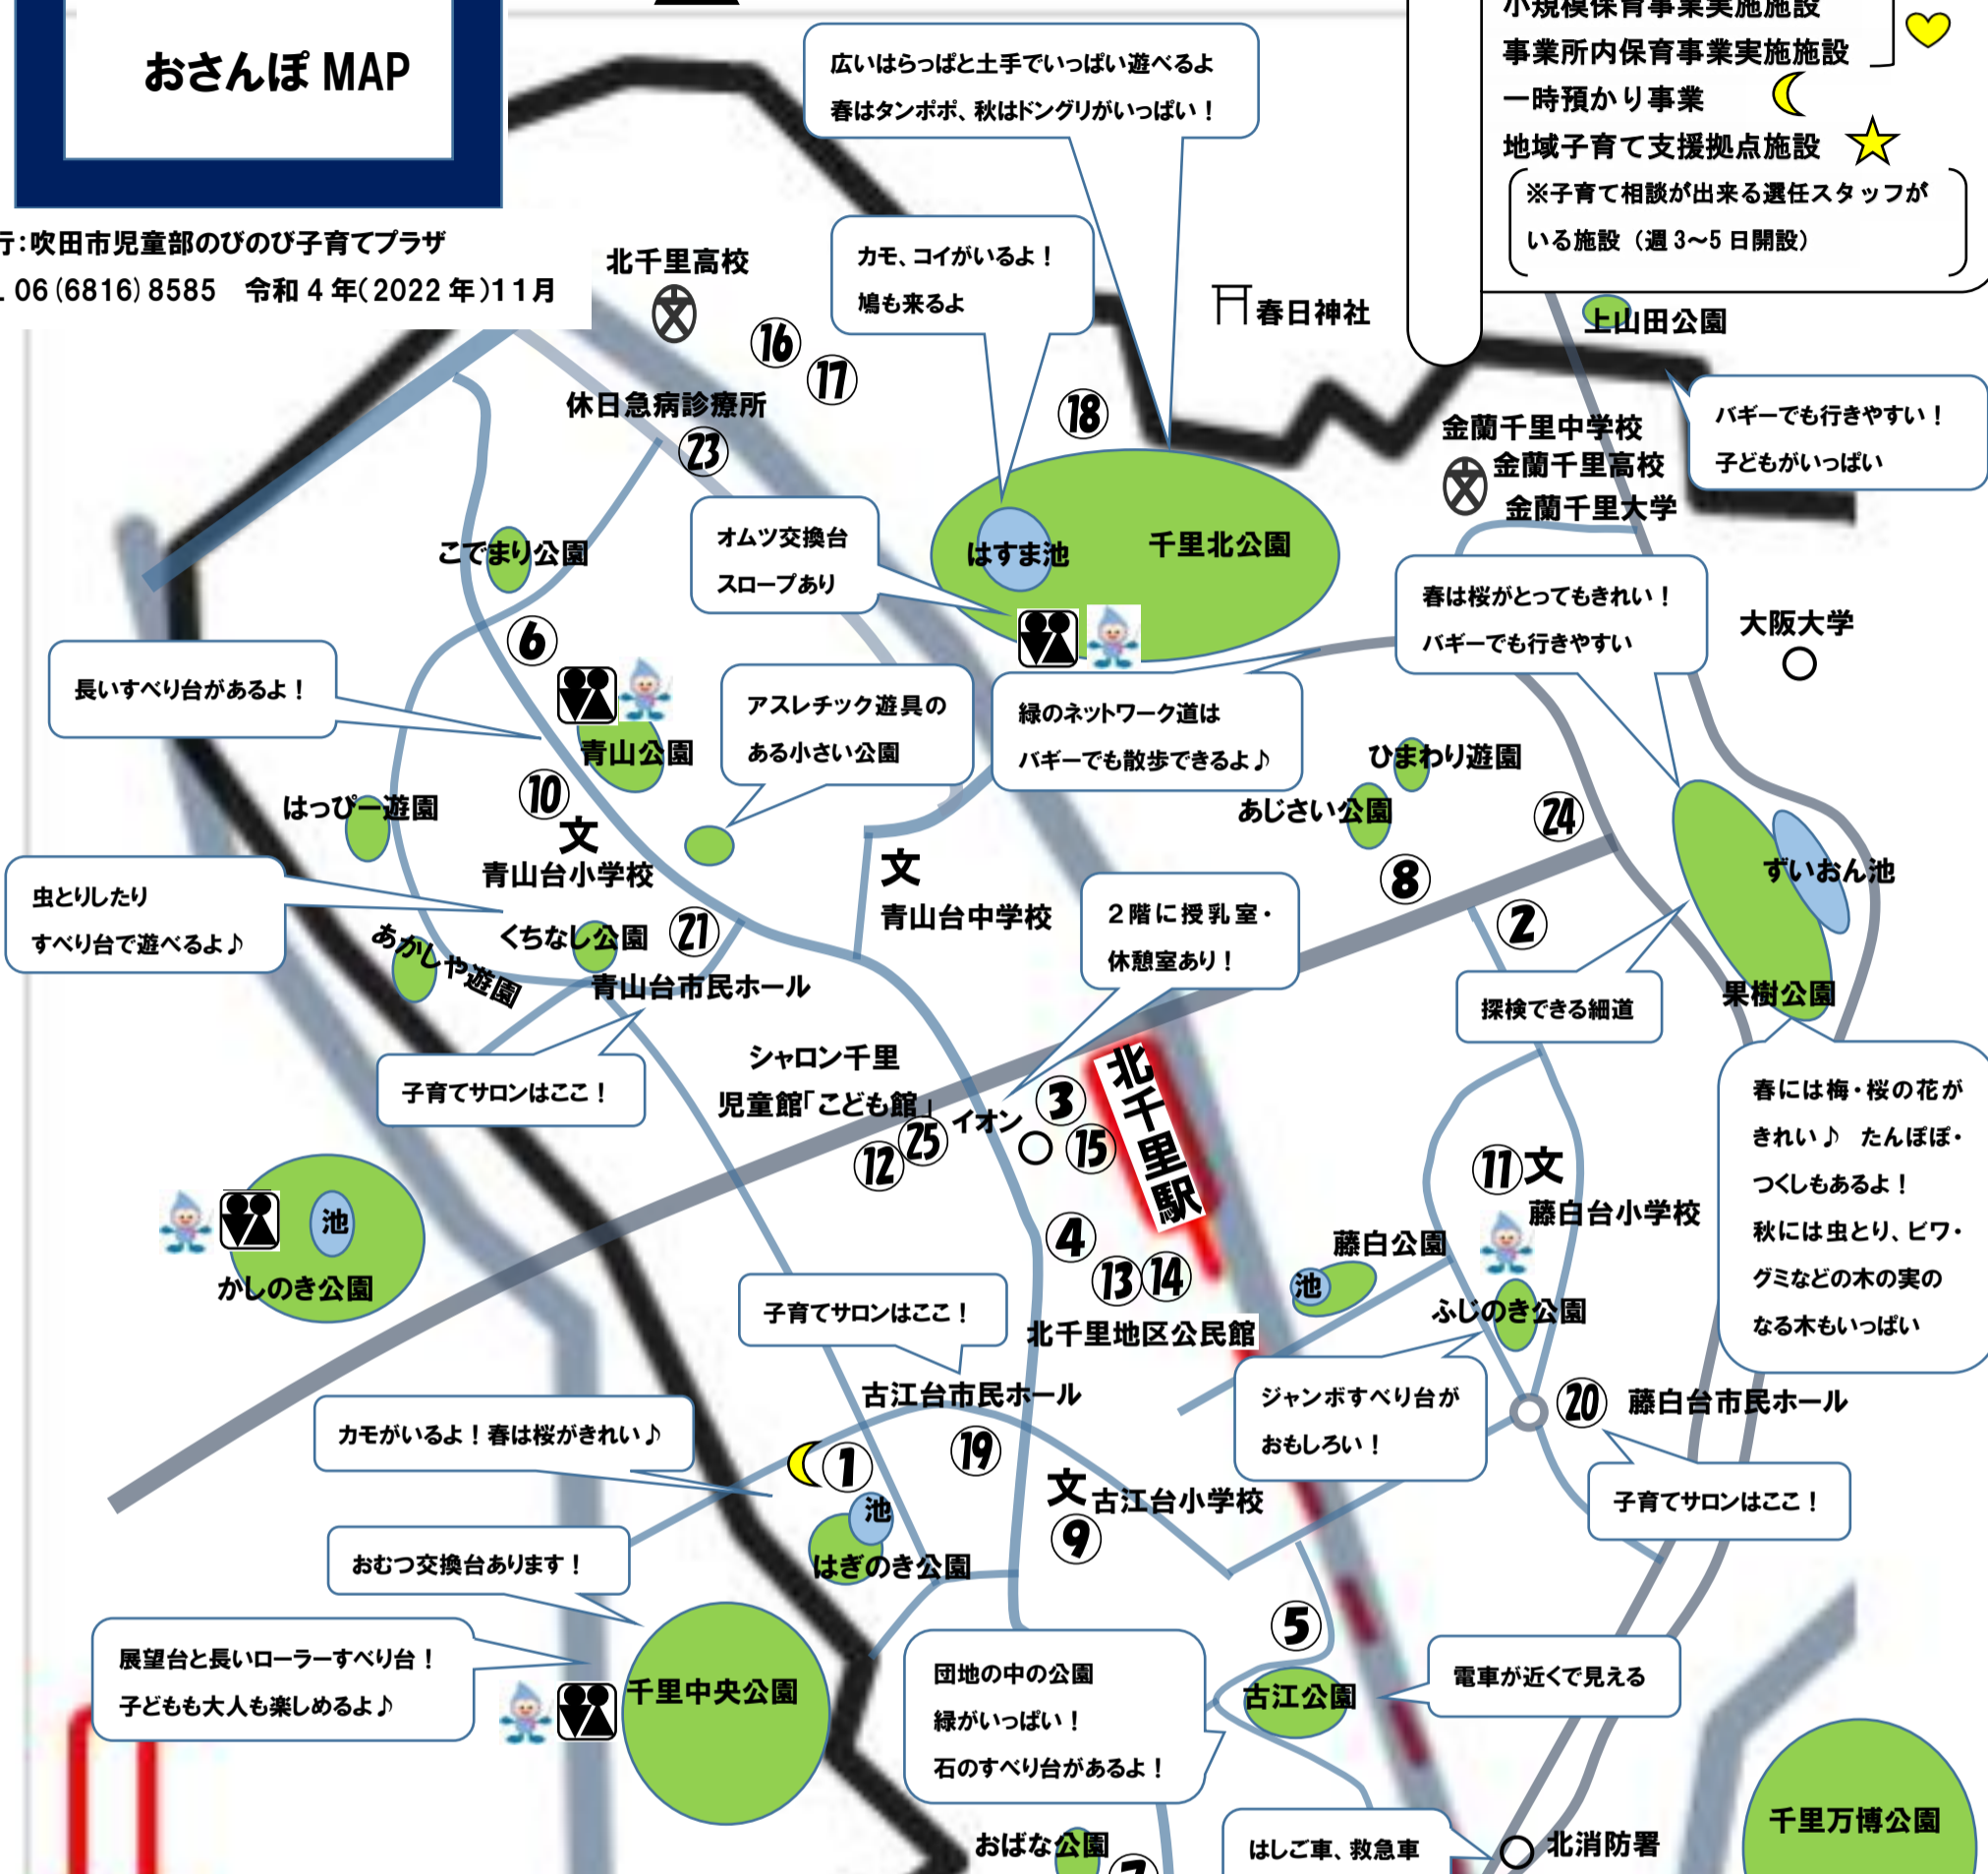 おさんぽ MAP
行：吹田市児童部のびのび子育てプラザ
06（6816）8585　令和4年（2022年）11月
小規模保育事業実施施設
事業所内保育事業実施施設
一時預かり事業
地域子育て支援拠点施設
※子育て相談が出来る選任スタッフが
いる施設（週3～5日開設）
広いはらっぱと土手でいっぱい遊べるよ
春はタンポポ、秋はドングリがいっぱい！
カモ、コイがいるよ！
鳩も来るよ
北千里高校
⑯
⑰
⑱
春日神社
上山田公園
バギーでも行きやすい！
子どもがいっぱい
休日急病診療所
㉓
金蘭千里中学校
金蘭千里高校
金蘭千里大学
こでまり公園
オムツ交換台
スロープあり
はすま池
千里北公園
春は桜がとってもきれい！
バギーでも行きやすい
大阪大学
⑥
長いすべり台があるよ！
青山公園
アスレチック遊具の
ある小さい公園
緑のネットワーク道は
バギーでも散歩できるよ♪
ひまわり遊園
あじさい公園
㉔
⑧
②
はっぴー遊園
⑩
文
青山台小学校
文
青山台中学校
ずいおん池
果樹公園
虫とりしたり
すべり台で遊べるよ♪
あかしや遊園
くちなし公園
㉑
青山台市民ホール
2階に授乳室・
休憩室あり！
探検できる細道
子育てサロンはここ！
シャロン千里
児童館「こども館」
⑫
㉕
イオン
③
⑮
北千里駅
春には梅・桜の花が
きれい♪　たんぽぽ・
つくしもあるよ！
秋には虫とり、ビワ・
グミなどの木の実の
なる木もいっぱい
⑪
文
藤白台小学校
池
かしのき公園
④
⑬
⑭
北千里地区公民館
藤白公園
池
ふじのき公園
子育てサロンはここ！
古江台市民ホール
⑲
ジャンボすべり台が
おもしろい！
⑳
藤白台市民ホール
子育てサロンはここ！
カモがいるよ！春は桜がきれい♪
①
池
はぎのき公園
文
古江台小学校
⑨
おむつ交換台あります！
展望台と長いローラーすべり台！
子どもも大人も楽しめるよ♪
千里中央公園
団地の中の公園
緑がいっぱい！
石のすべり台があるよ！
⑤
古江公園
電車が近くで見える
千里万博公園
おばな公園
はしご車、救急車
北消防署